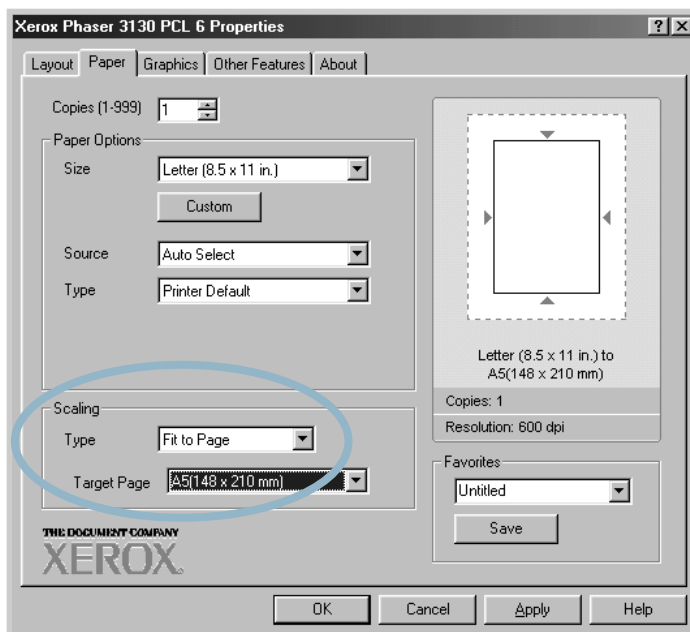 Xerox Phaser 3130 PCL 6 Properties
Layout Paper Graphics Other Features About
Copies (1-999) 1
Paper Options
Size Letter (8.5 x 11 in.)
Custom
Source Auto Select
Type Printer Default
Scaling
Type Fit to Page
Target Page A5(148 x 210 mm)
THE DOCUMENT COMPANY
XEROX.
Letter (8.5 x 11 in.) to
A5(148 x 210 mm)
Copies: 1
Resolution: 600 dpi
Favorites
Untitled
Save
OK Cancel Apply Help